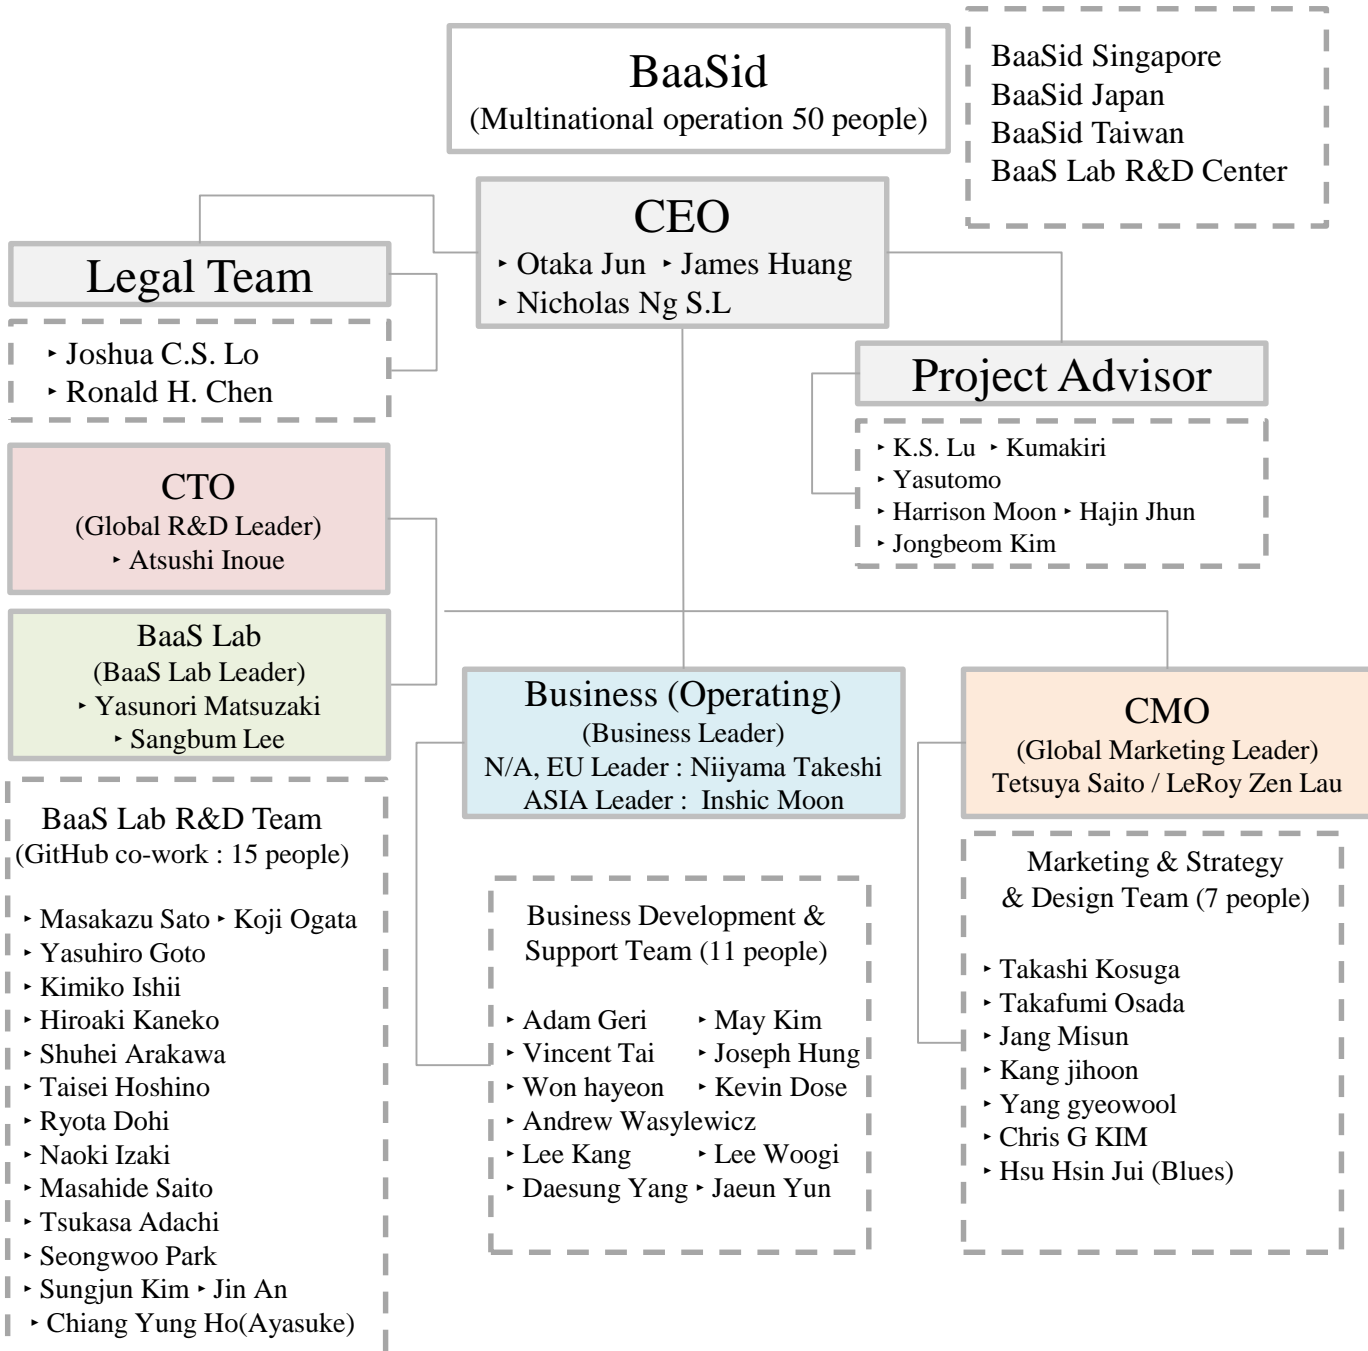 BaaSid
(Multinational operation 50 people)
BaaSid Singapore
BaaSid Japan
BaaSid Taiwan
BaaS Lab R&D Center
CEO
‣ Otaka Jun ‣ James Huang
‣ Nicholas Ng S.L
Legal Team
‣ Joshua C.S. Lo
‣ Ronald H. Chen
Project Advisor
‣ K.S. Lu ‣ Kumakiri
‣ Yasutomo
‣ Harrison Moon ‣ Hajin Jhun
‣ Jongbeom Kim
CTO
(Global R&D Leader)
‣ Atsushi Inoue
BaaS Lab
(BaaS Lab Leader)
‣ Yasunori Matsuzaki
‣ Sangbum Lee
Business (Operating)
(Business Leader)
N/A, EU Leader : Niiyama Takeshi
ASIA Leader : Inshic Moon
CMO
(Global Marketing Leader)
Tetsuya Saito / LeRoy Zen Lau
BaaS Lab R&D Team
(GitHub co-work : 15 people)
‣ Masakazu Sato ‣ Koji Ogata
‣ Yasuhiro Goto
‣ Kimiko Ishii
‣ Hiroaki Kaneko
‣ Shuhei Arakawa
‣ Taisei Hoshino
‣ Ryota Dohi
‣ Naoki Izaki
‣ Masahide Saito
‣ Tsukasa Adachi
‣ Seongwoo Park
‣ Sungjun Kim ‣ Jin An
‣ Chiang Yung Ho(Ayasuke)
Business Development &
Support Team (11 people)
‣ Adam Geri ‣ May Kim
‣ Vincent Tai ‣ Joseph Hung
‣ Won hayeon ‣ Kevin Dose
‣ Andrew Wasylewicz
‣ Lee Kang ‣ Lee Woogi
‣ Daesung Yang ‣ Jaeun Yun
Marketing & Strategy
& Design Team (7 people)
‣ Takashi Kosuga
‣ Takafumi Osada
‣ Jang Misun
‣ Kang jihoon
‣ Yang gyeowool
‣ Chris G KIM
‣ Hsu Hsin Jui (Blues)